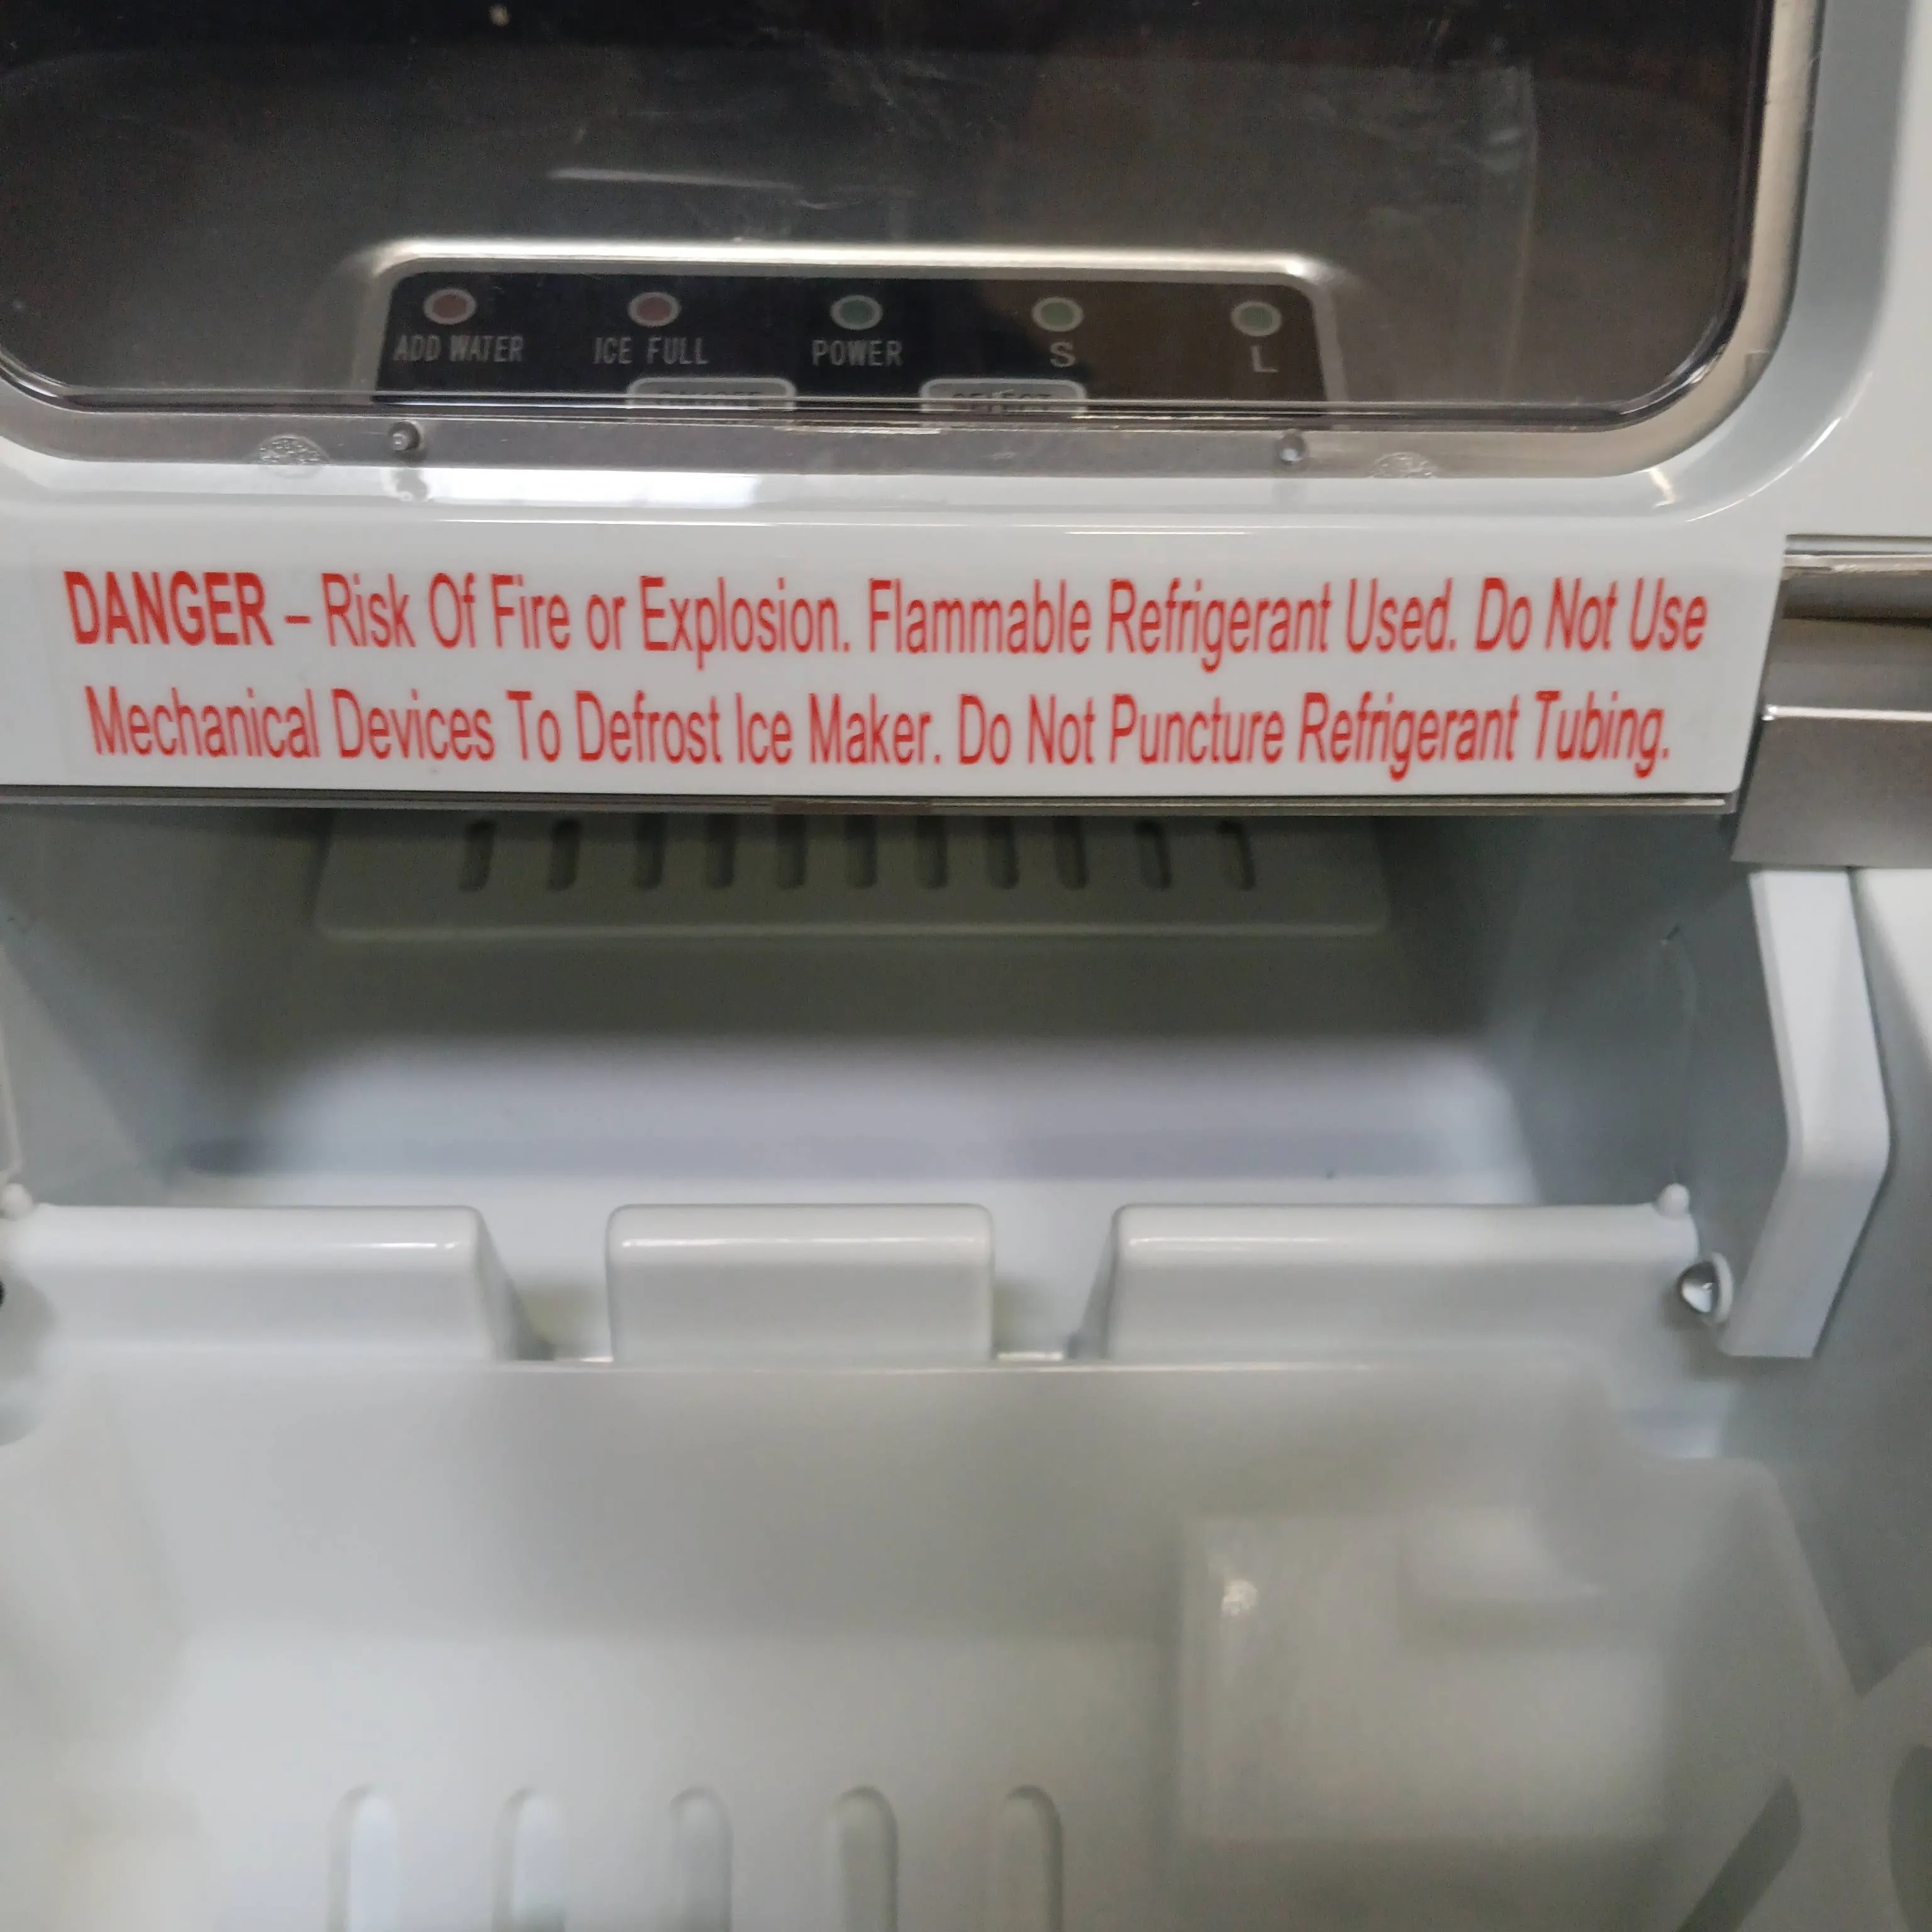 ADD WATER ICE FULL POWER S L
SELECT
DANGER – Risk Of Fire or Explosion. Flammable Refrigerant Used. Do Not Use
Mechanical Devices To Defrost Ice Maker. Do Not Puncture Refrigerant Tubing.